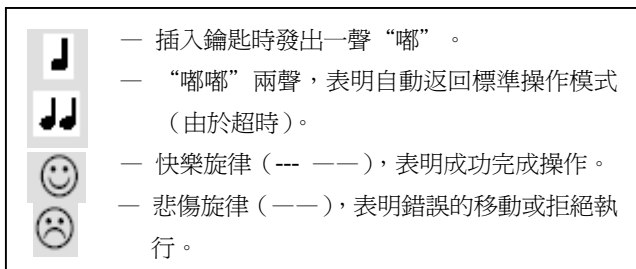 — 插入鑰匙時發出一聲“嘟”。
— “嘟嘟”兩聲，表明自動返回標準操作模式
（由於超時）。
— 快樂旋律（--- ——），表明成功完成操作。
— 悲傷旋律（——），表明錯誤的移動或拒絕執
行。